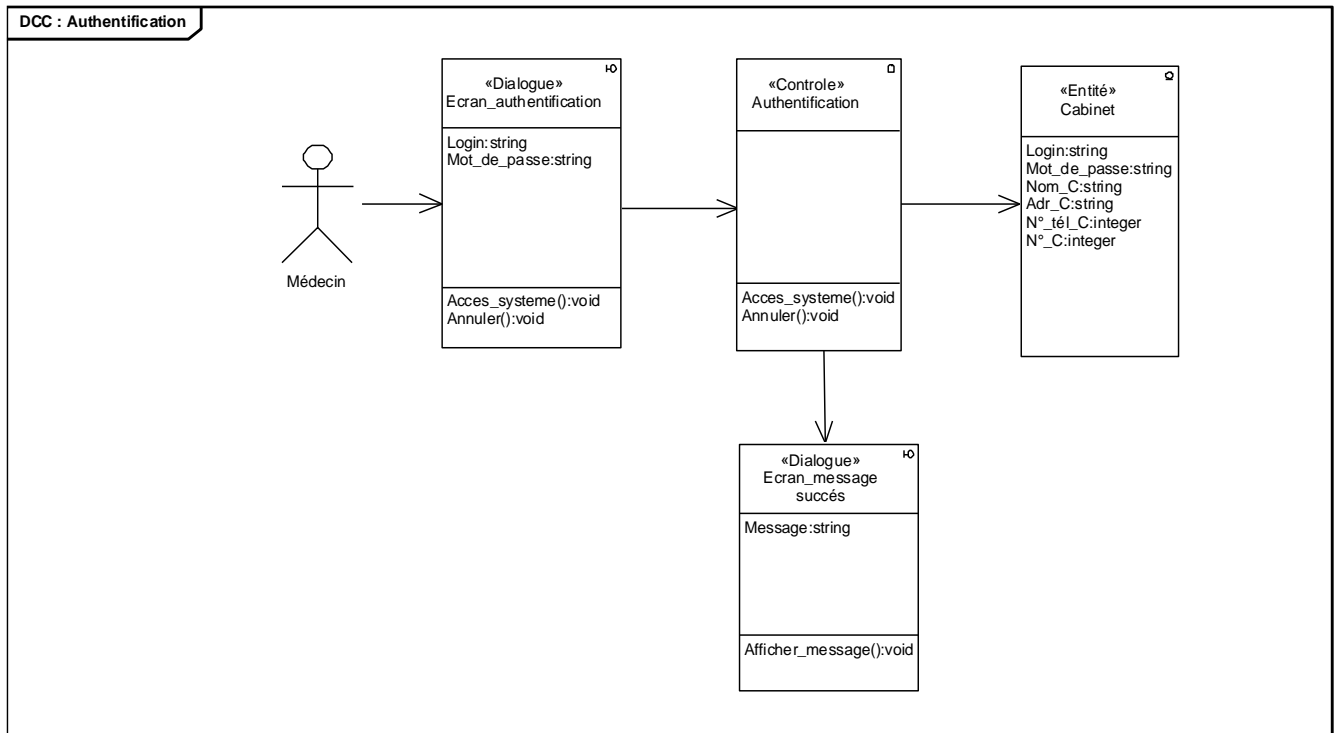 DCC : Authentification
«Dialogue»
Ecran_authentification
Login:string
Mot_de_passe:string
Acces_systeme():void
Annuler():void
«Controle»
Authentification
Acces_systeme():void
Annuler():void
«Entité»
Cabinet
Login:string
Mot_de_passe:string
Nom_C:string
Adr_C:string
N°_tél_C:integer
N°_C:integer
Médecin
«Dialogue»
Ecran_message
succés
Message:string
Afficher_message():void